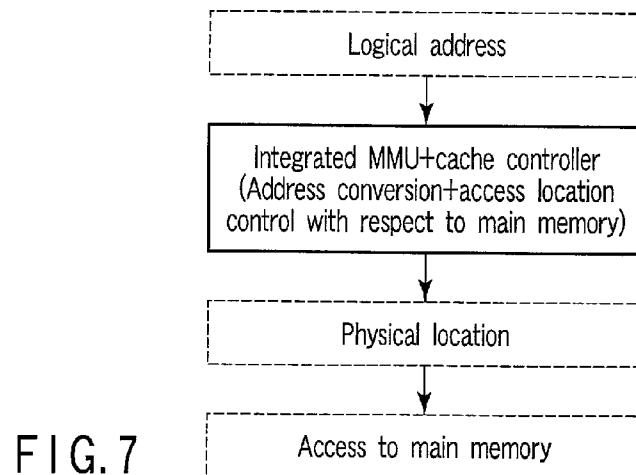 Logical address
Integrated MMU+cache controller
(Address conversion+access location
control with respect to main memory)
Physical location
Access to main memory
FIG. 7